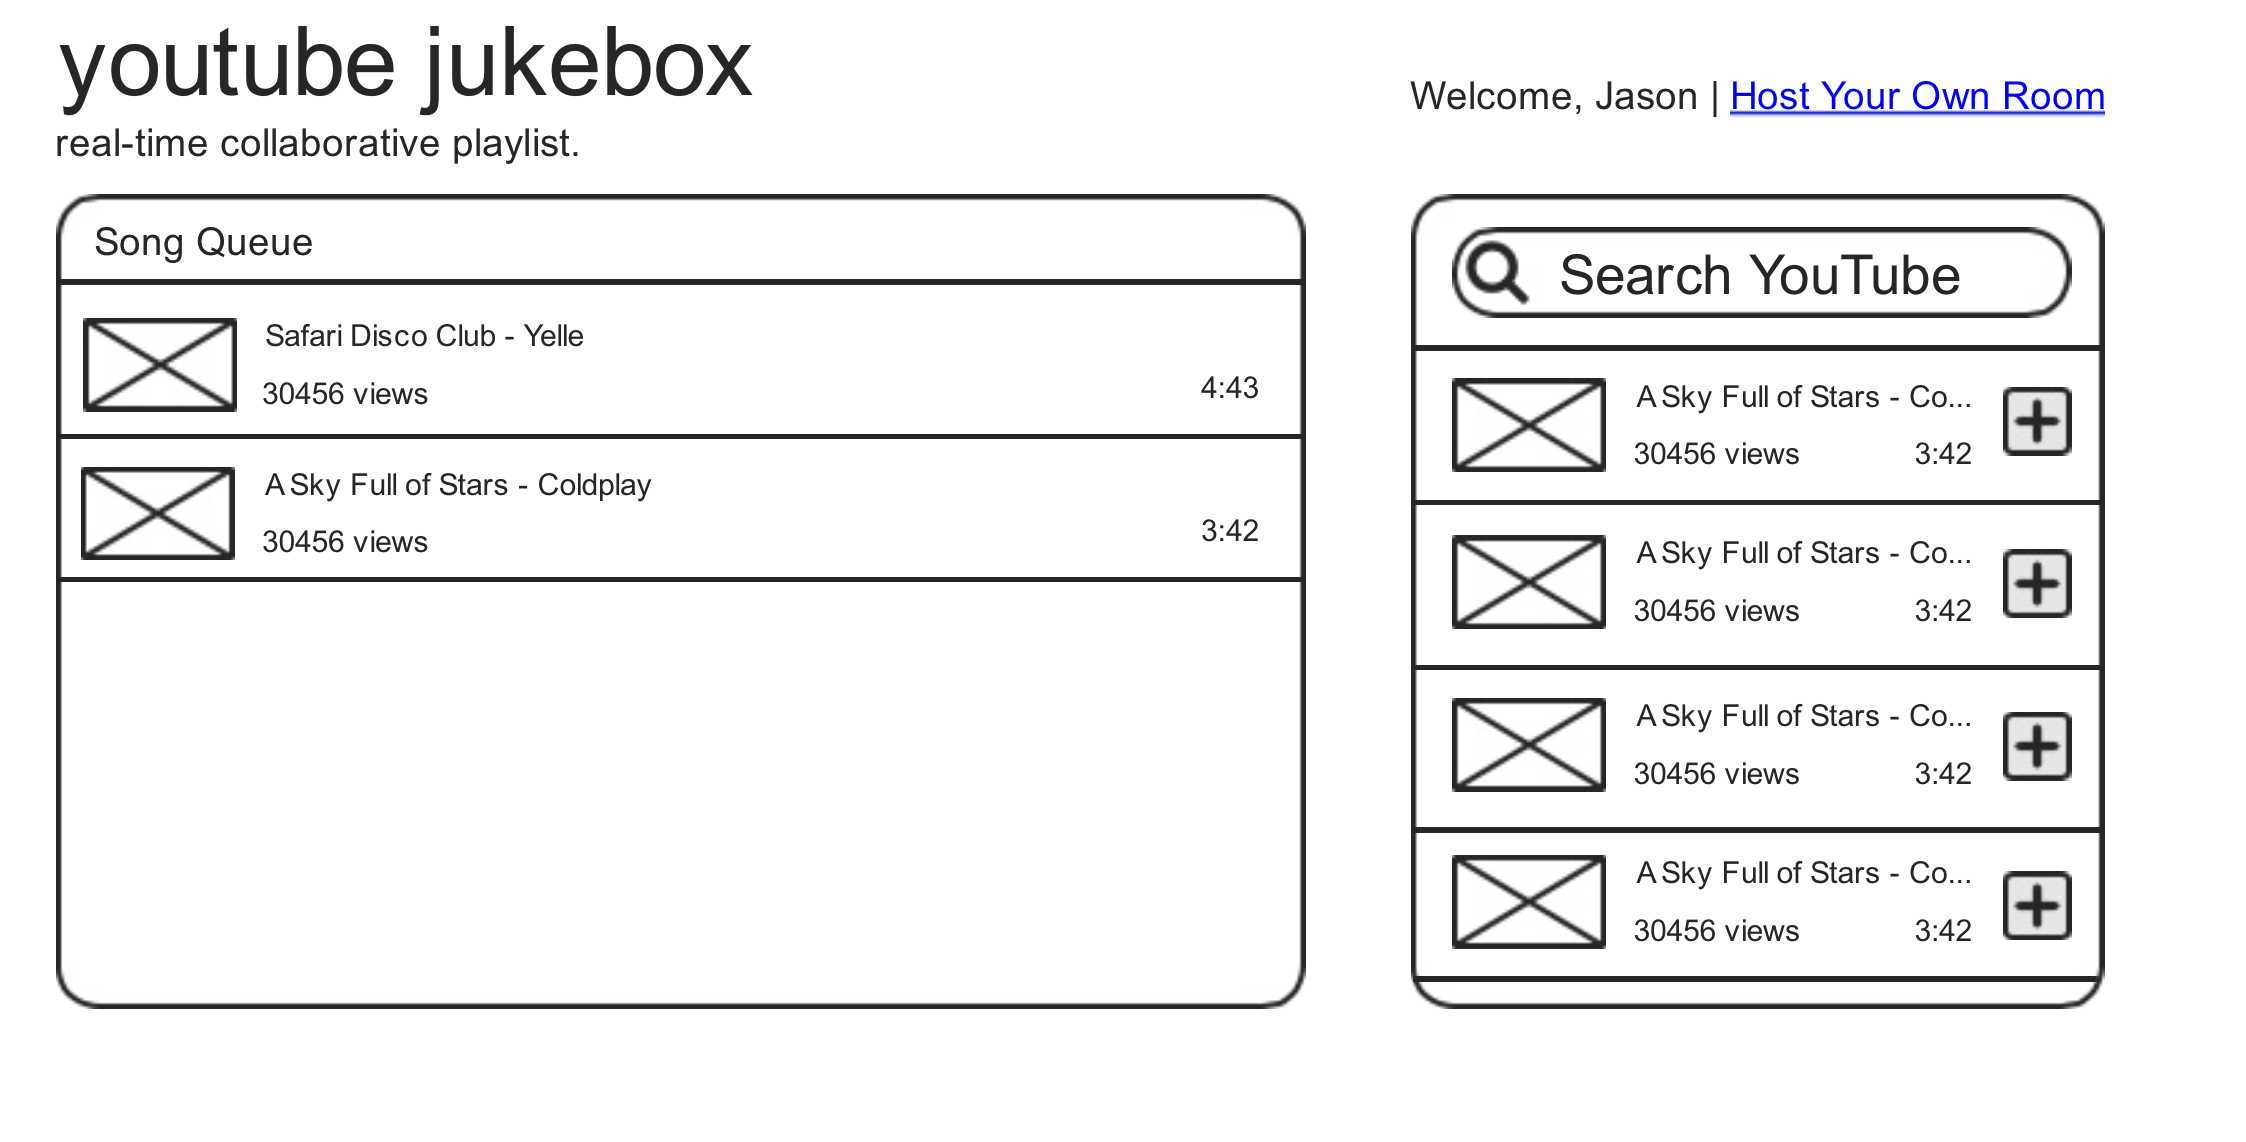 youtube jukebox
real-time collaborative playlist.
Welcome, Jason | Host Your Own Room
Song Queue
Safari Disco Club - Yelle
30456 views
4:43
A Sky Full of Stars - Coldplay
30456 views
3:42
Search YouTube
A Sky Full of Stars - Co...
30456 views 3:42
A Sky Full of Stars - Co...
30456 views 3:42
A Sky Full of Stars - Co...
30456 views 3:42
A Sky Full of Stars - Co...
30456 views 3:42